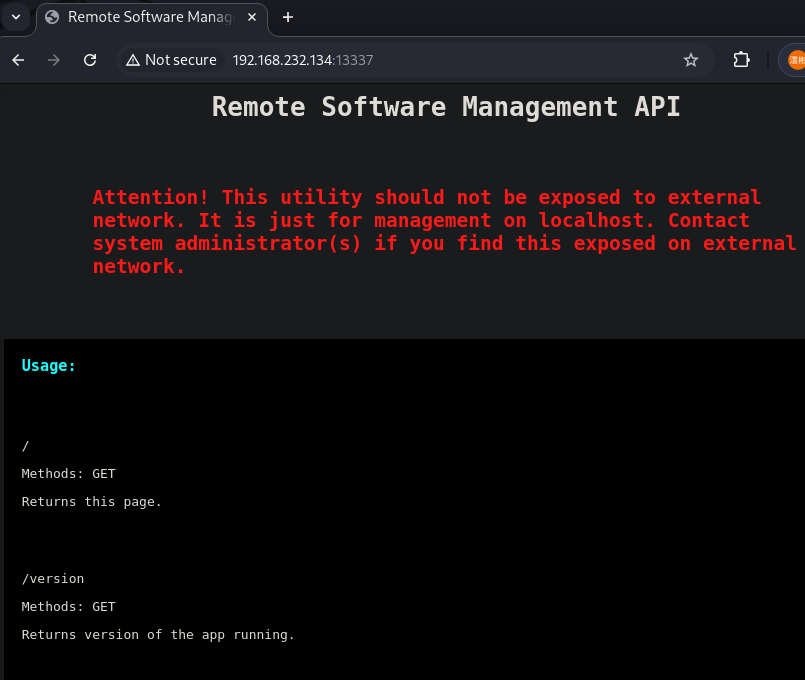 Remote Software Manag
Not secure 192.168.232.134:13337
Remote Software Management API
Attention! This utility should not be exposed to external
network. It is just for management on localhost. Contact
system administrator(s) if you find this exposed on external
network.
Usage:
/
Methods: GET
Returns this page.
/version
Methods: GET
Returns version of the app running.